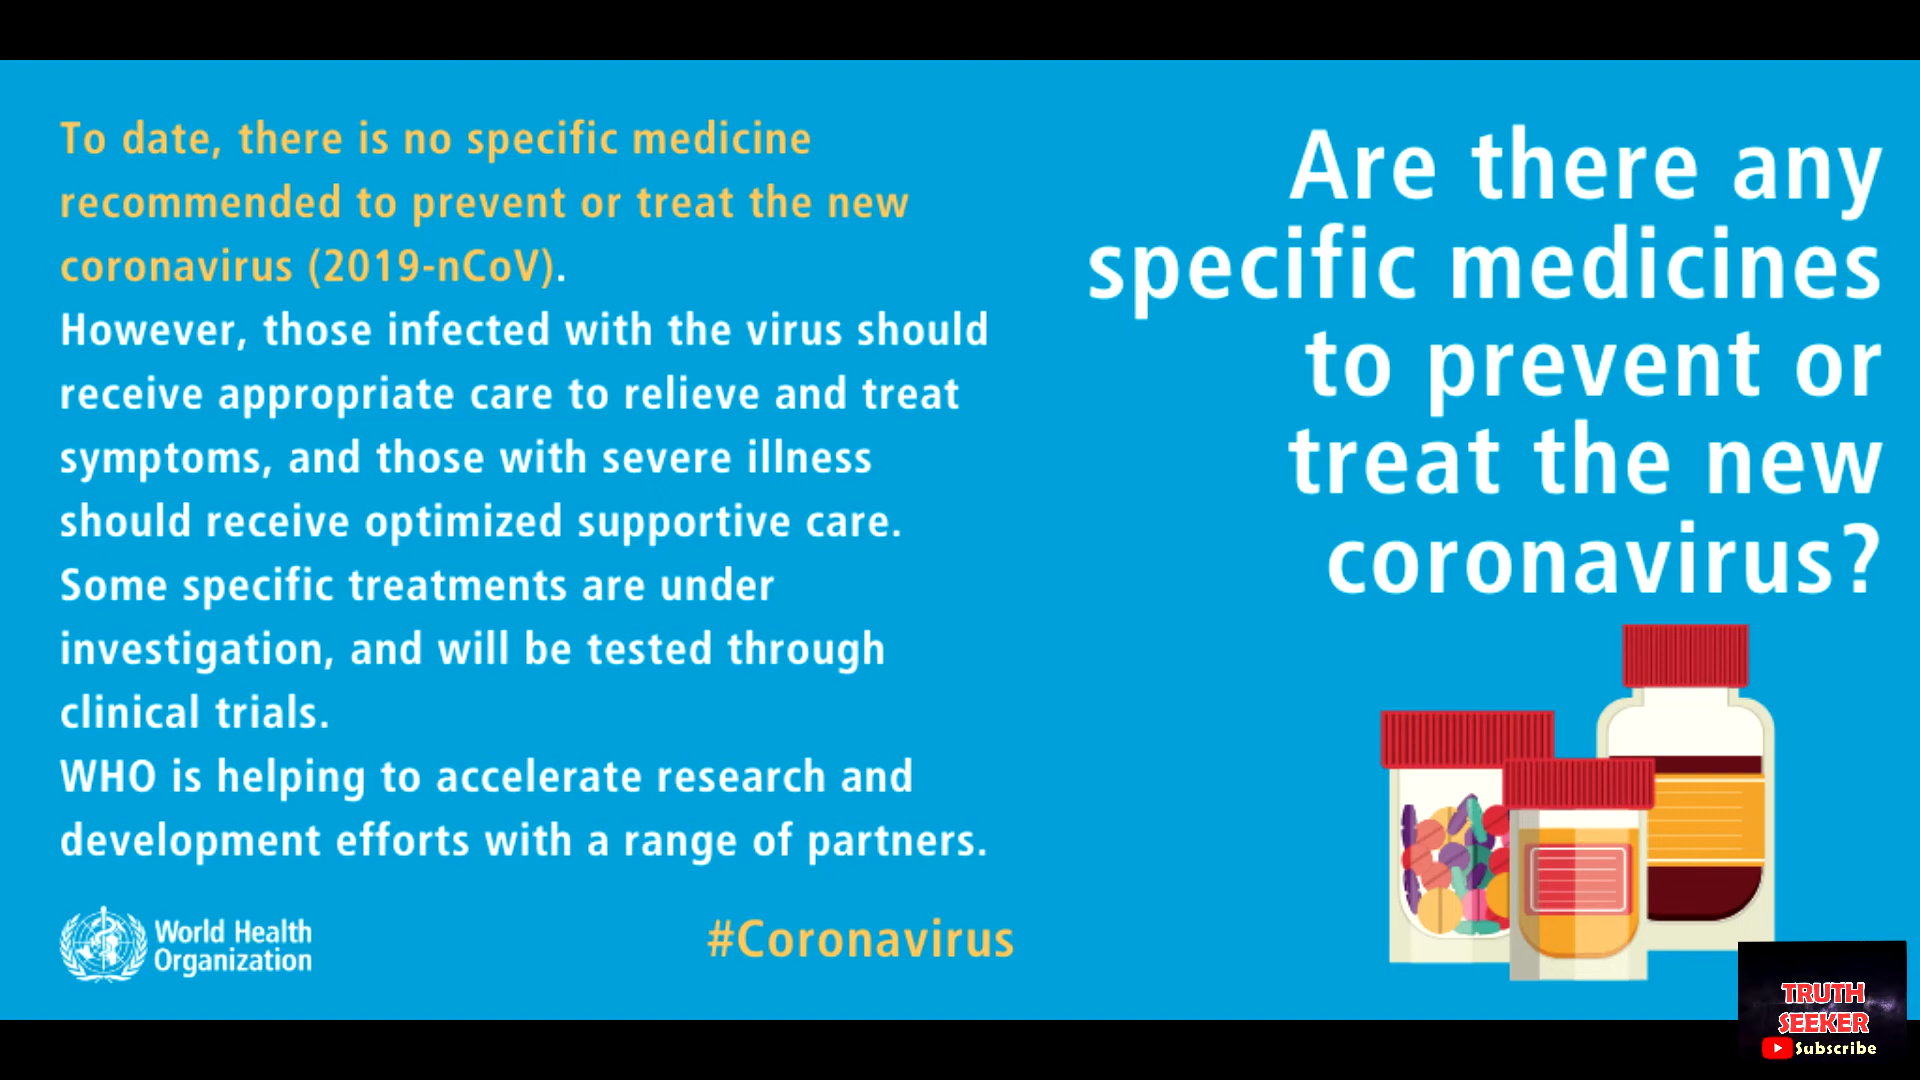 To date, there is no specific medicine
recommended to prevent or treat the new
coronavirus (2019-nCoV).
However, those infected with the virus should
receive appropriate care to relieve and treat
symptoms, and those with severe illness
should receive optimized supportive care.
Some specific treatments are under
investigation, and will be tested through
clinical trials.
WHO is helping to accelerate research and
development efforts with a range of partners.
World Health
Organization
#Coronavirus
Are there any
specific medicines
to prevent or
treat the new
coronavirus?
TRUTH
SEEKER
Subscribe